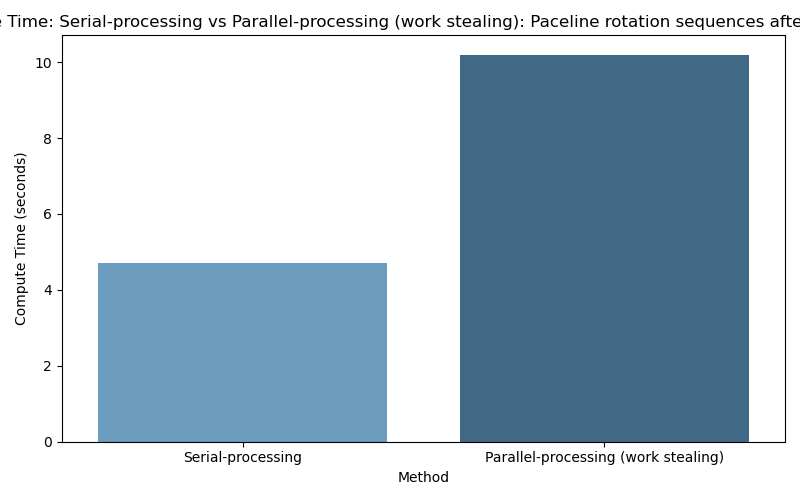 Time: Serial-processing vs Parallel-processing (work stealing): Paceline rotation sequences after
10
8
6
4
2
0
Compute Time (seconds)
Serial-processing
Parallel-processing (work stealing)
Method